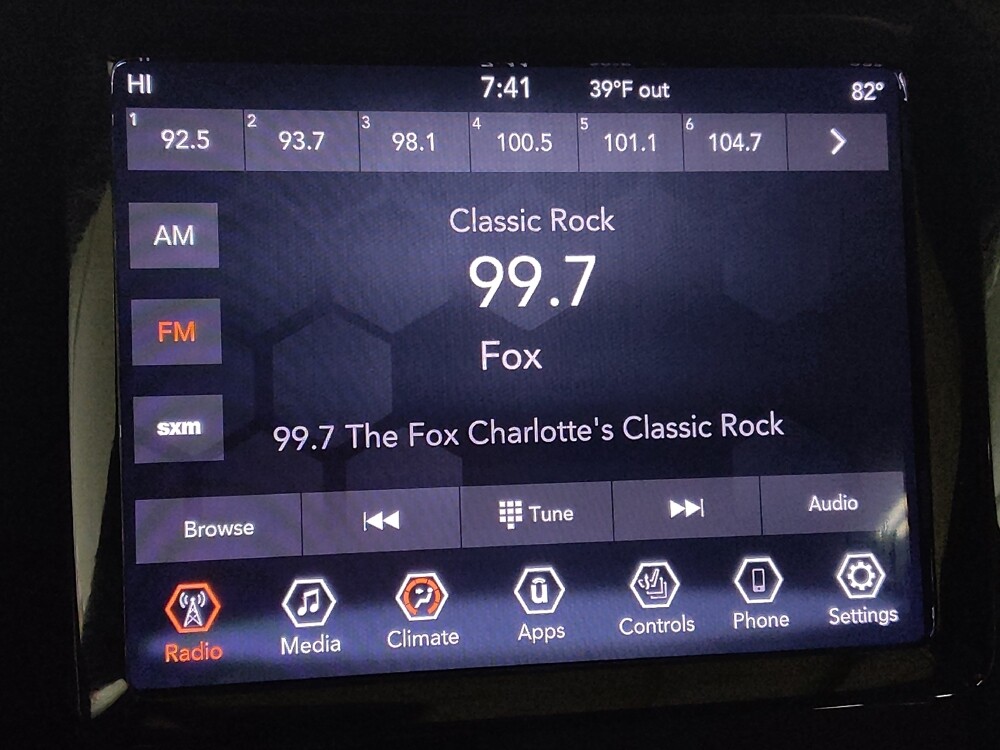 HI 7:41 39°F out 82°
1 92.5 2 93.7 3 98.1 4 100.5 5 101.1 6 104.7
AM
Classic Rock
99.7
FM
Fox
sxm
99.7 The Fox Charlotte's Classic Rock
Browse Tune Audio
Radio Media Climate Apps Controls Phone Settings